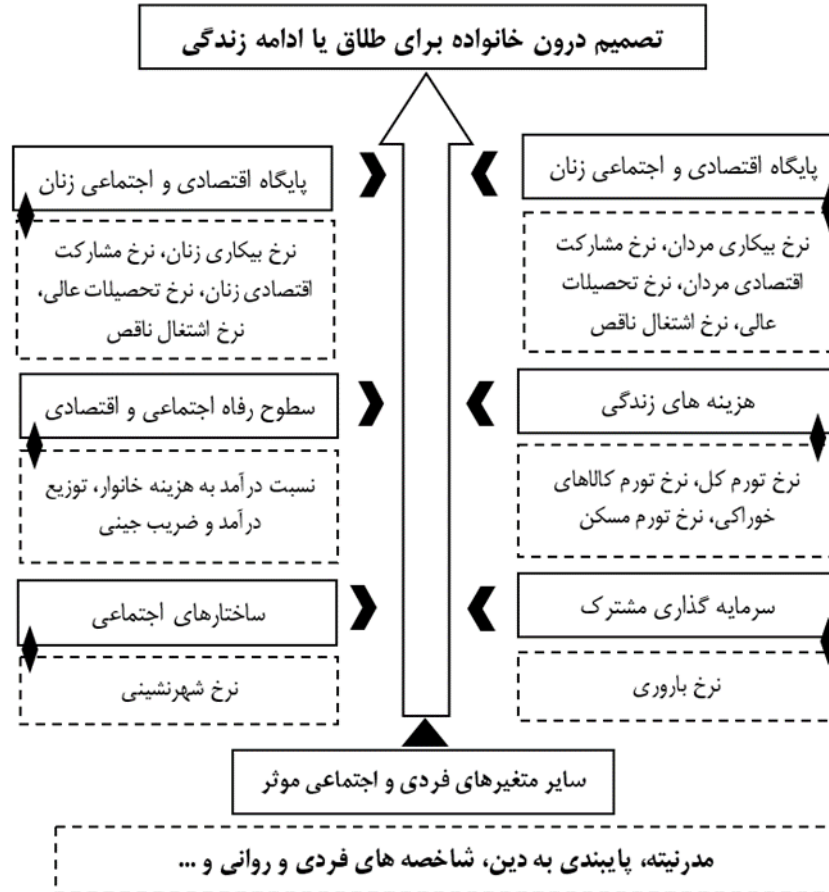 تصمیم درون خانواده برای طلاق یا ادامه زندگی
پایگاه اقتصادی و اجتماعی زنان
نرخ بیکاری مردان، نرخ مشارکت
اقتصادی مردان، نرخ تحصیلات
عالی، نرخ اشتغال ناقص
پایگاه اقتصادی و اجتماعی زنان
نرخ بیکاری زنان، نرخ مشارکت
اقتصادی زنان، نرخ تحصیلات عالی،
نرخ اشتغال ناقص
هزینه های زندگی
نرخ تورم کل، نرخ تورم کالاهای
خوراکی، نرخ تورم مسکن
سطوح رفاه اجتماعی و اقتصادی
نسبت درآمد به هزینه خانوار، توزیع
درآمد و ضریب جینی
سرمایه گذاری مشترک
نرخ باروری
ساختارهای اجتماعی
نرخ شهرنشینی
سایر متغیرهای فردی و اجتماعی موثر
مدرنیته، پایبندی به دین، شاخصه های فردی و روانی و ...